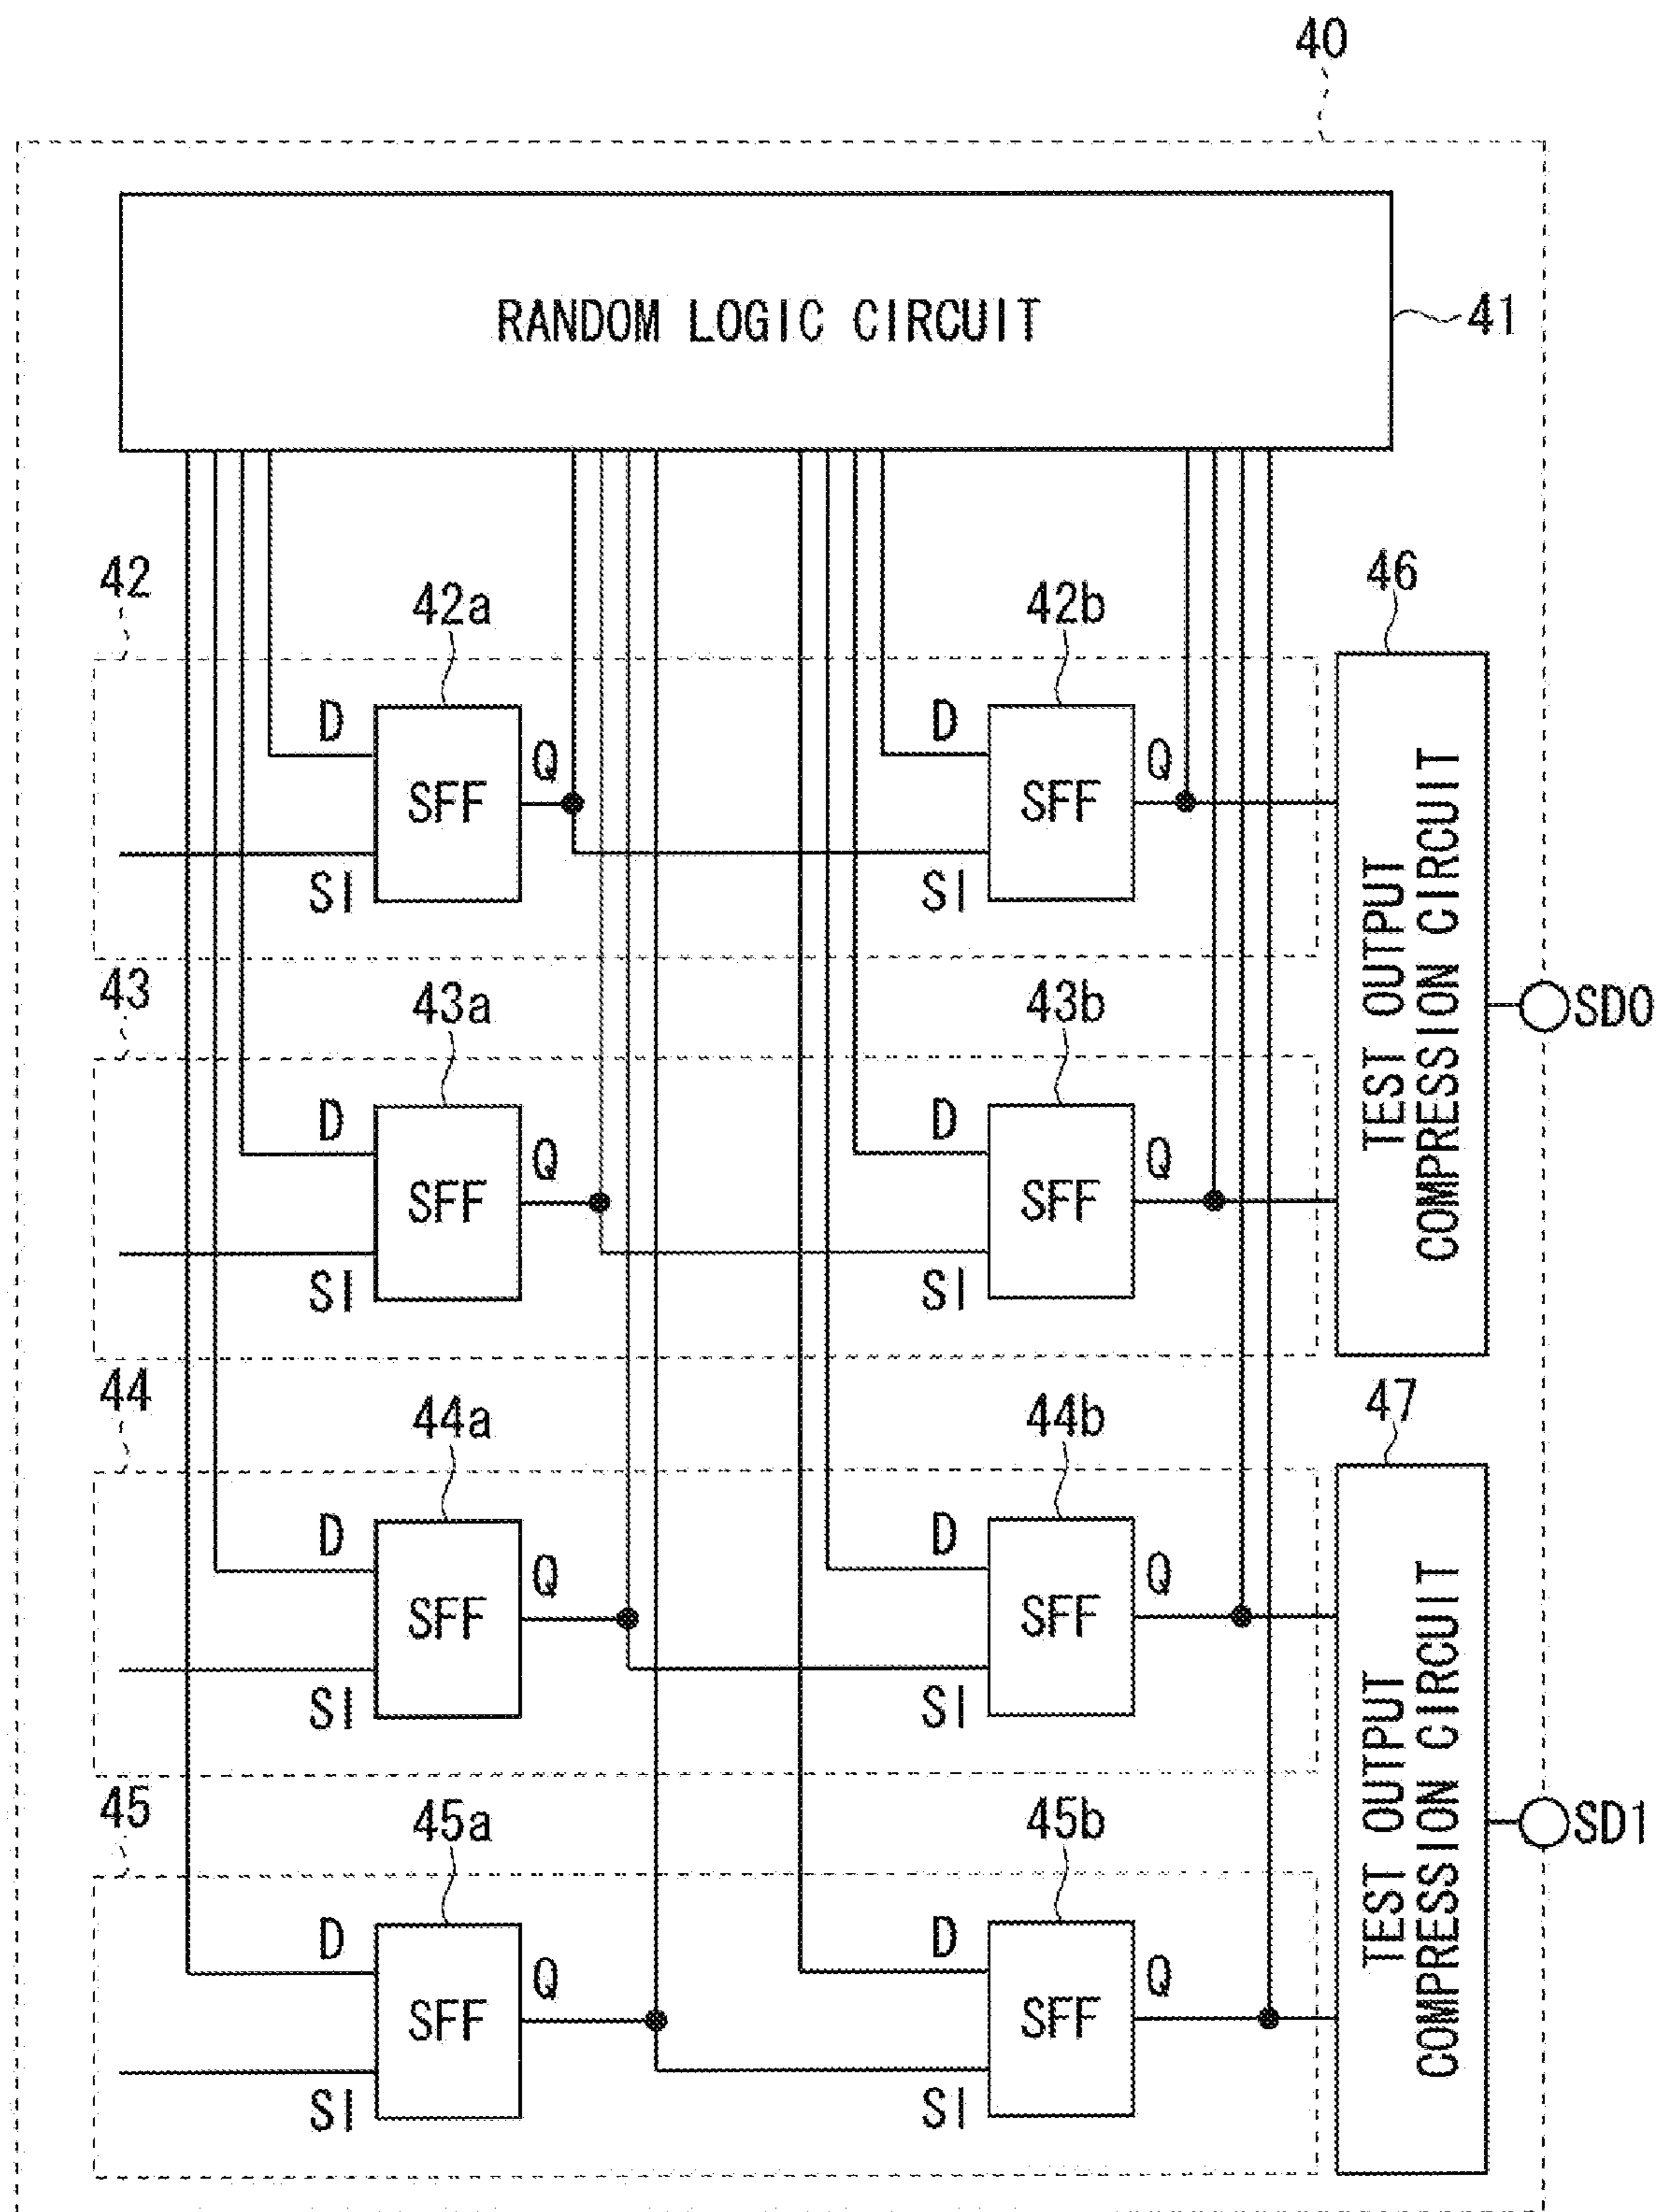 40
RANDOM LOGIC CIRCUIT
41
42
42a
42b
46
D
SFF
Q
SI
D
SFF
Q
SI
TEST OUTPUT
COMPRESSION CIRCUIT
SD0
43
43a
43b
D
SFF
Q
SI
D
SFF
Q
SI
44
44a
44b
47
D
SFF
Q
SI
D
SFF
Q
SI
TEST OUTPUT
COMPRESSION CIRCUIT
SD1
45
45a
45b
D
SFF
Q
SI
D
SFF
Q
SI